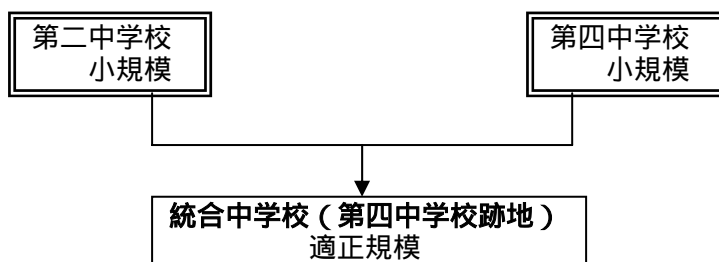 第二中学校
小規模
第四中学校
小規模
統合中学校（第四中学校跡地）
適正規模